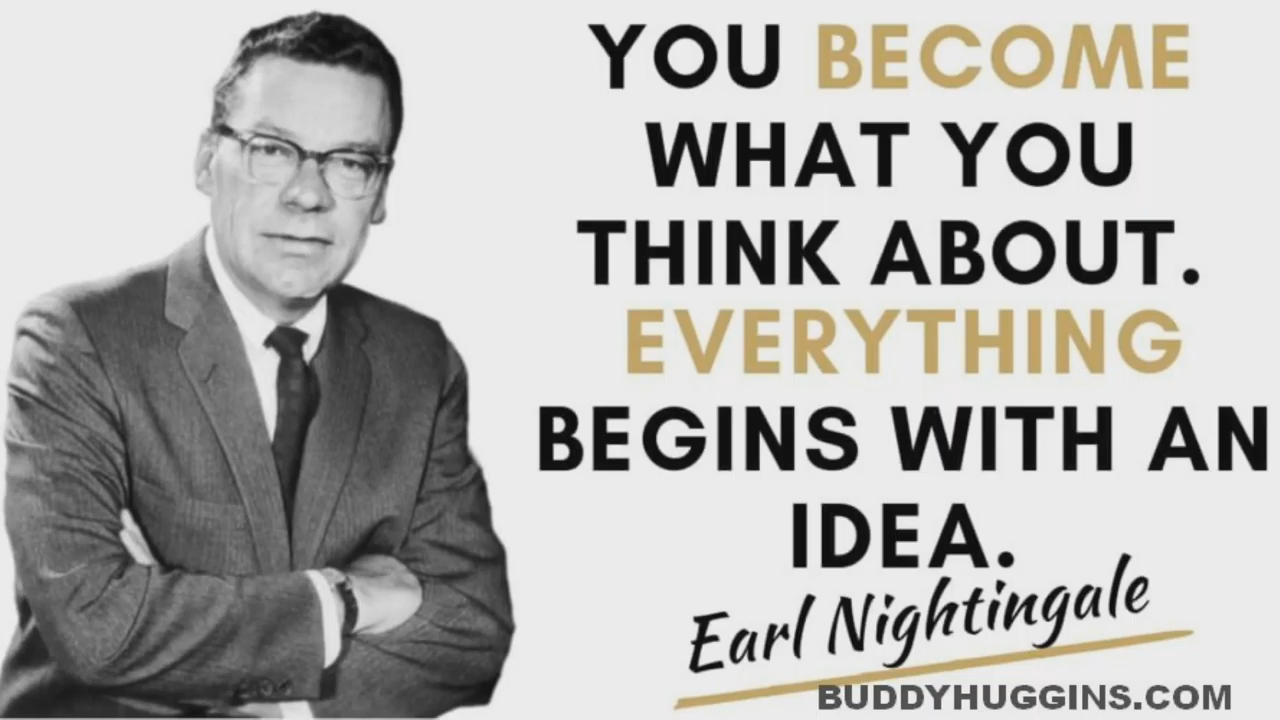 YOU BECOME
WHAT YOU
THINK ABOUT.
EVERYTHING
BEGINS WITH AN
IDEA.
Earl Nightingale
BUDDYHUGGINS.COM